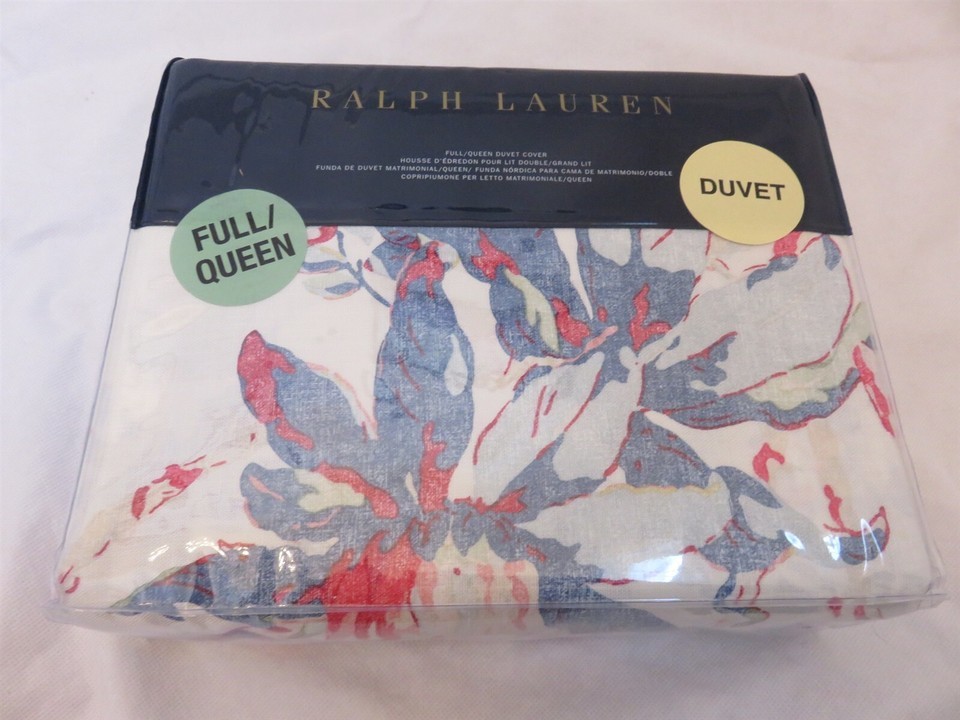 RALPH LAUREN
FULL/QUEEN DUVET COVER
HOUSSE D'ÉDREDON POUR LIT DOUBLE/GRAND LIT
FUNDA DE DUVET MATRIMONIAL/QUEEN/ FUNDA NÓRDICA PARA CAMA DE MATRIMONIO/DOBLE
COPRIPIUMONE PER LETTO MATRIMONIALE/QUEEN
DUVET
FULL/
QUEEN